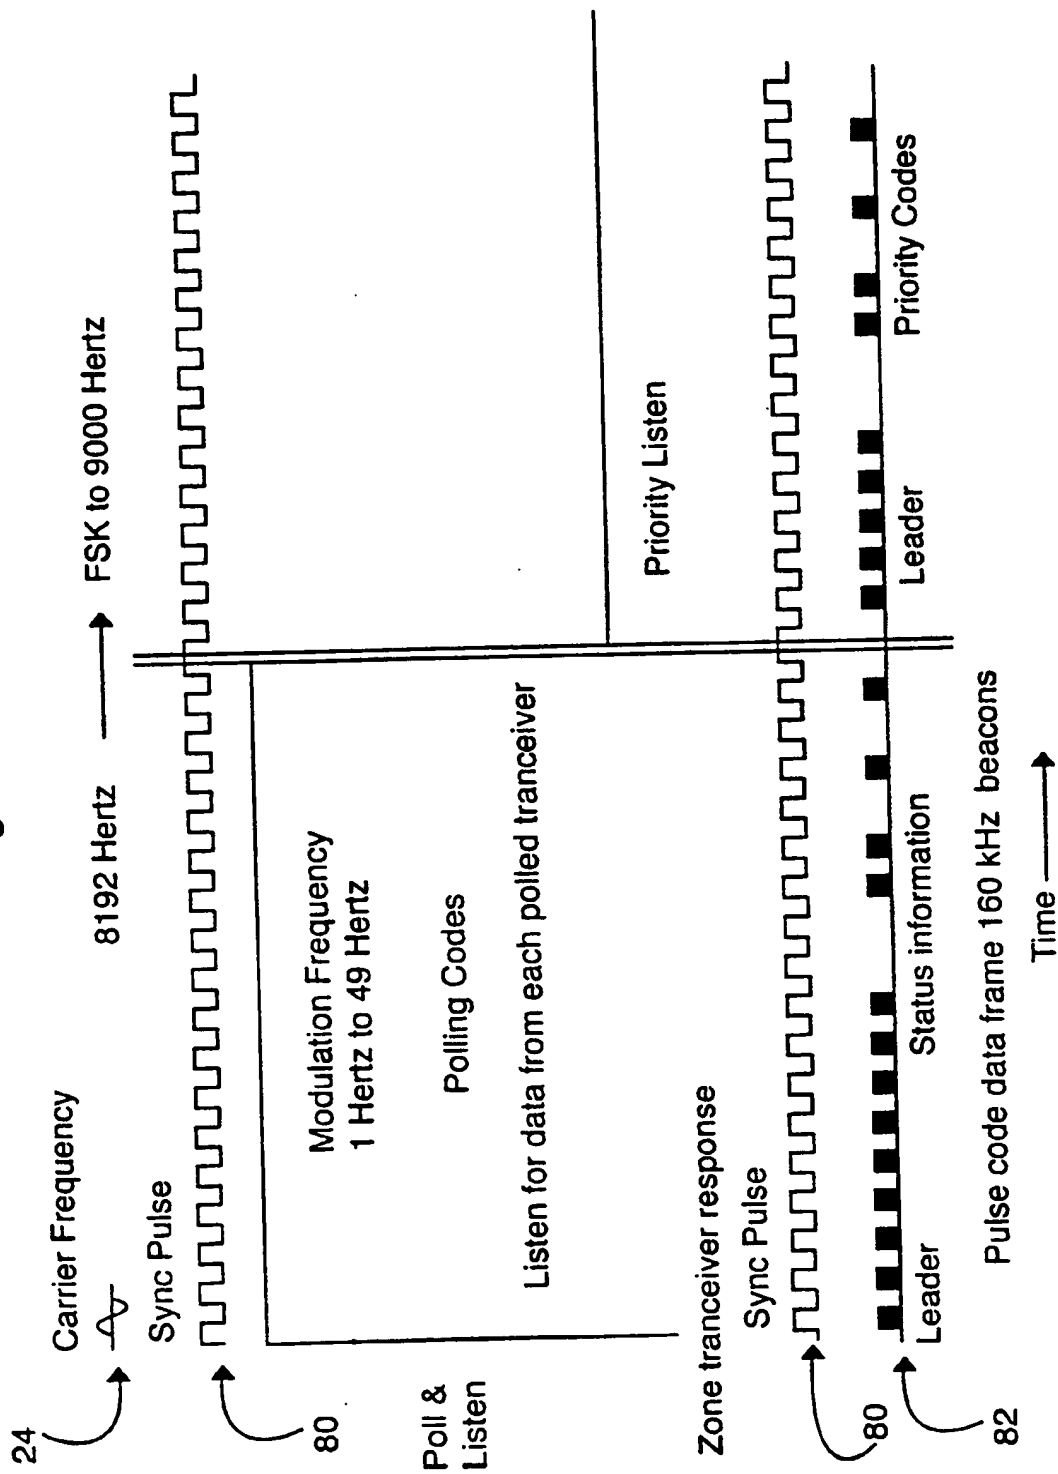 24
Carrier Frequency
8192 Hertz
FSK to 9000 Hertz
Sync Pulse
80
Poll &
Listen
Modulation Frequency
1 Hertz to 49 Hertz
Polling Codes
Listen for data from each polled tranceiver
Priority Listen
Zone tranceiver response
Sync Pulse
80
82
Leader
Status information
Leader
Priority Codes
Pulse code data frame 160 kHz beacons
Time